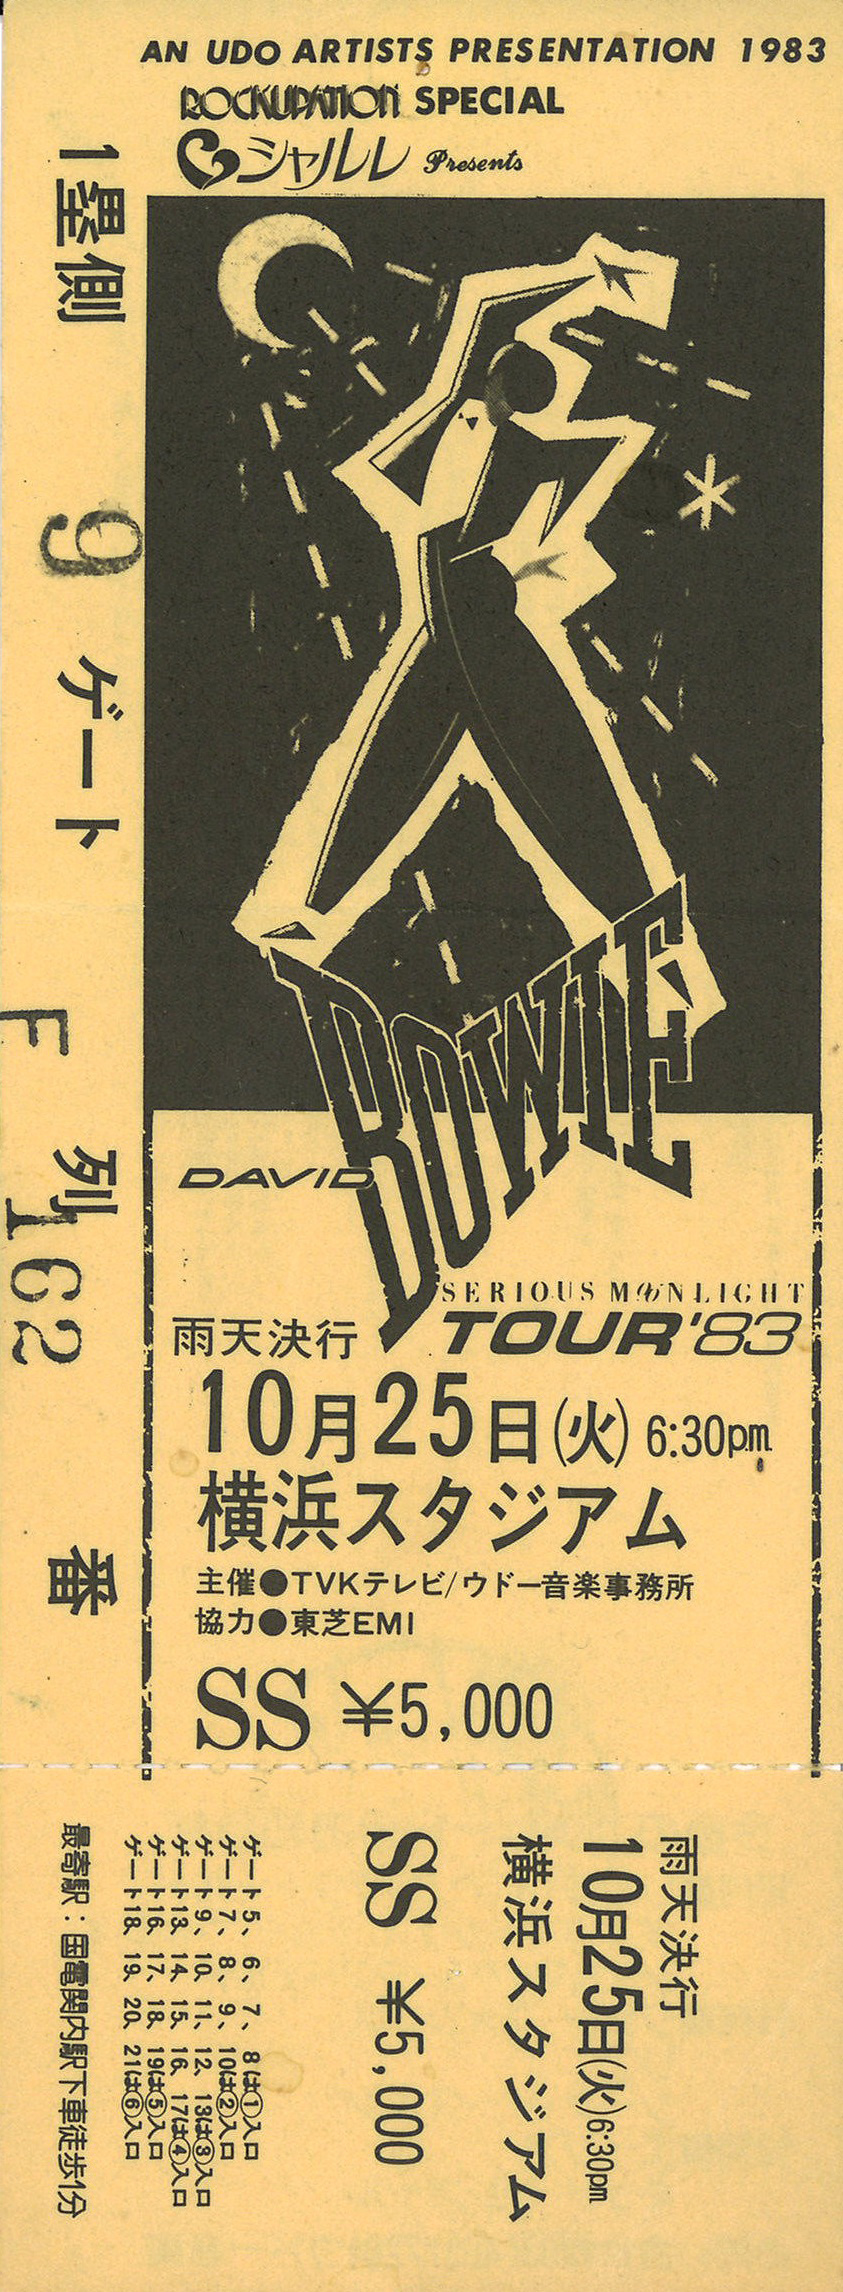 AN UDO ARTISTS PRESENTATION 1983
ROCKUPATION SPECIAL
シャルレ Presents
1塁側 9 ゲート F 列 162 番
BOWIE
DAVID
SERIOUS MOONLIGHT
TOUR'83
雨天決行
10月25日(火) 6:30pm
横浜スタジアム
主催●TVKテレビ/ウドー音楽事務所
協力●東芝EMI
SS ¥5,000
雨天決行
10月25日(火)6:30pm
横浜スタジアム
SS ¥5,000
ゲート5、6、7、8は①入口
ゲート7、8、9、10は②入口
ゲート9、10、11、12、13は③入口
ゲート13、14、15、16、17は④入口
ゲート16、17、18、19は⑤入口
ゲート18、19、20、21は⑥入口
最寄駅：国電関内駅下車徒歩1分